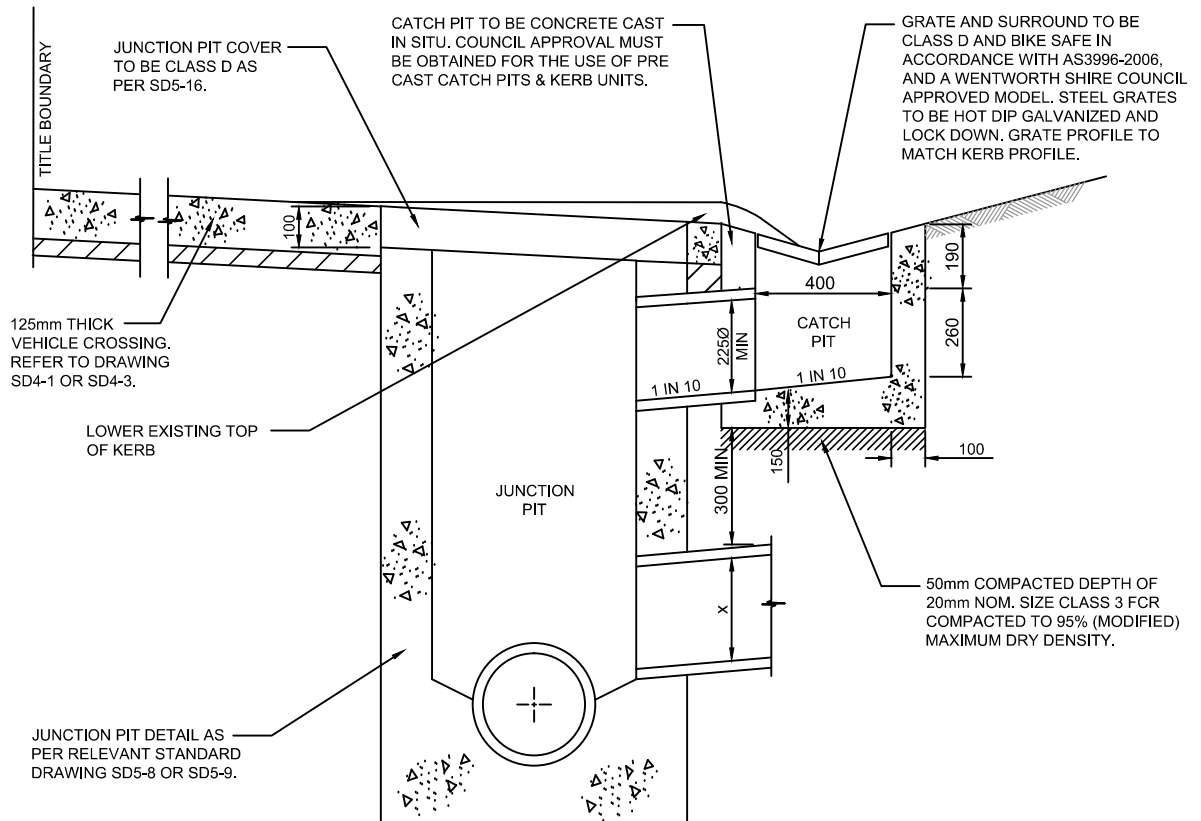 TITLE BOUNDARY
JUNCTION PIT COVER
TO BE CLASS D AS
PER SD5-16.
CATCH PIT TO BE CONCRETE CAST
IN SITU. COUNCIL APPROVAL MUST
BE OBTAINED FOR THE USE OF PRE
CAST CATCH PITS & KERB UNITS.
GRATE AND SURROUND TO BE
CLASS D AND BIKE SAFE IN
ACCORDANCE WITH AS3996-2006,
AND A WENTWORTH SHIRE COUNCIL
APPROVED MODEL. STEEL GRATES
TO BE HOT DIP GALVANIZED AND
LOCK DOWN. GRATE PROFILE TO
MATCH KERB PROFILE.
100
190
400
260
CATCH
PIT
225Ø
MIN
1 IN 10
1 IN 10
125mm THICK
VEHICLE CROSSING.
REFER TO DRAWING
SD4-1 OR SD4-3.
LOWER EXISTING TOP
OF KERB
150
100
300 MIN
JUNCTION
PIT
x
50mm COMPACTED DEPTH OF
20mm NOM. SIZE CLASS 3 FCR
COMPACTED TO 95% (MODIFIED)
MAXIMUM DRY DENSITY.
JUNCTION PIT DETAIL AS
PER RELEVANT STANDARD
DRAWING SD5-8 OR SD5-9.